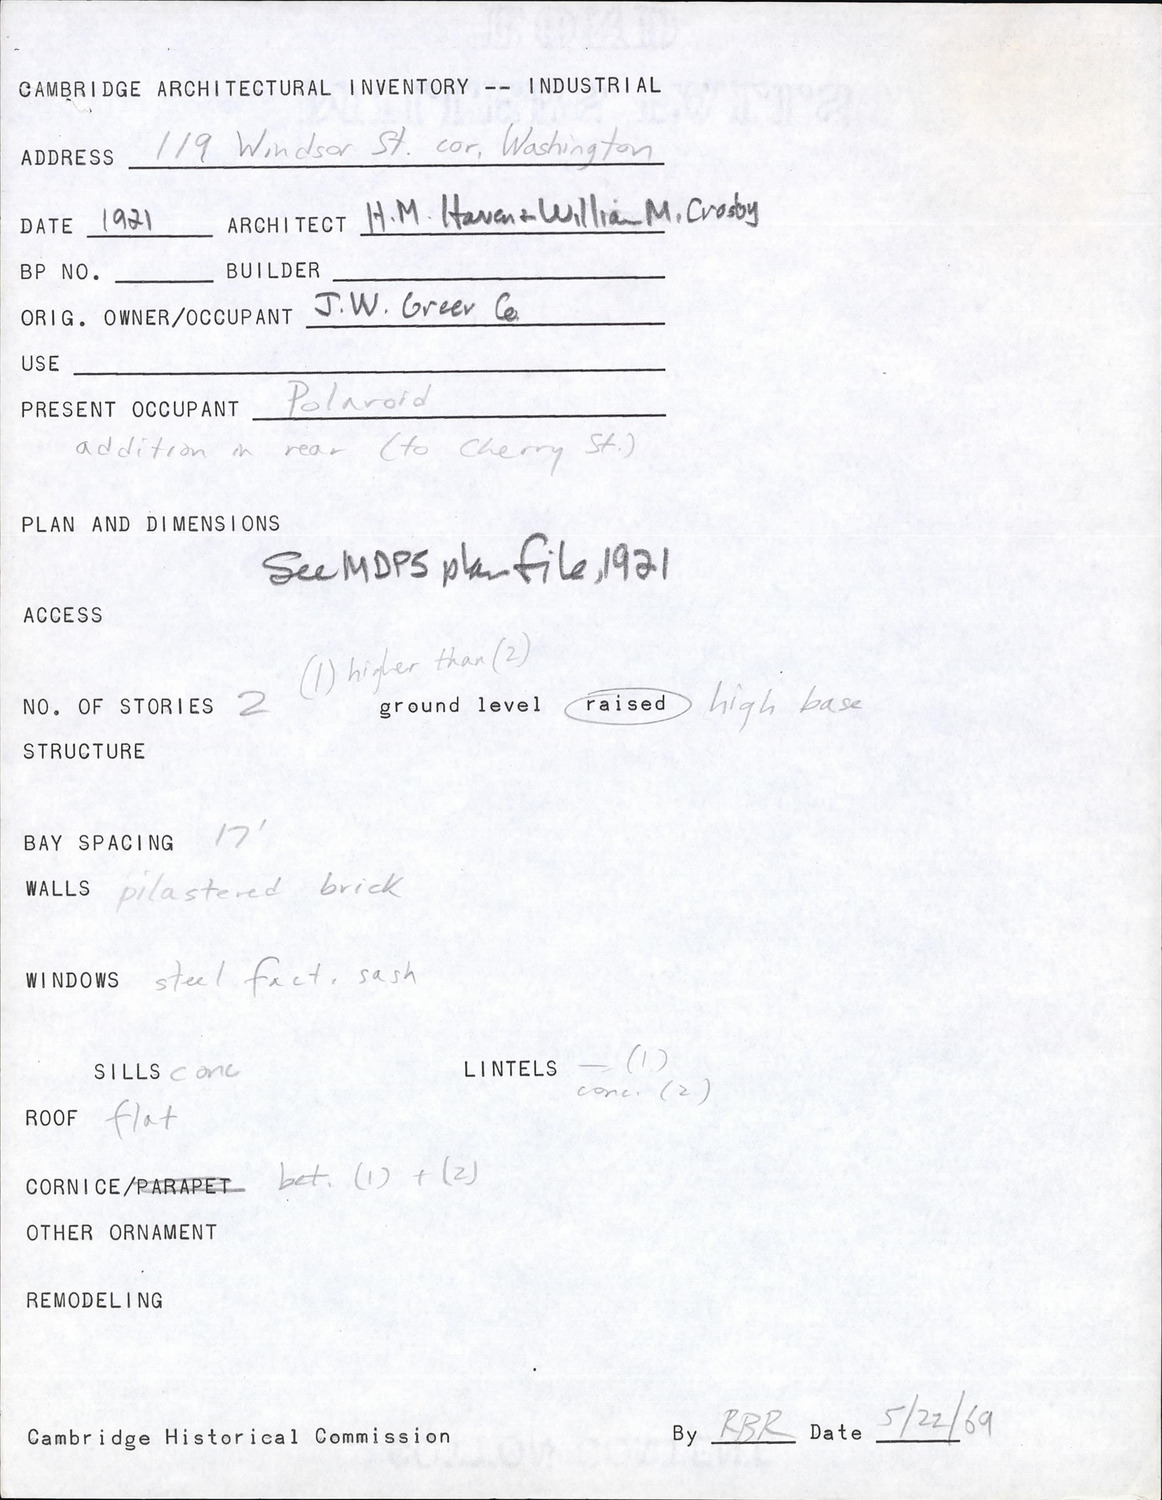 CAMBRIDGE ARCHITECTURAL INVENTORY -- INDUSTRIAL
ADDRESS 119 Windsor St. cor. Washington
DATE 1921 ARCHITECT H.M. Haven + William M. Crosby
BP NO. BUILDER
ORIG. OWNER/OCCUPANT J.W. Greer Co.
USE
PRESENT OCCUPANT Polaroid
addition in rear (to Cherry St.)
PLAN AND DIMENSIONS
See MDPS plan file, 1921
ACCESS
(1) higher than (2)
NO. OF STORIES 2 ground level raised high base
STRUCTURE
BAY SPACING 17'
WALLS pilastered brick
WINDOWS steel fact. sash
SILLS conc LINTELS — (1)
conc. (2)
ROOF flat
CORNICE/PARAPET bet. (1) + (2)
OTHER ORNAMENT
REMODELING
Cambridge Historical Commission By RBR Date 5/22/69